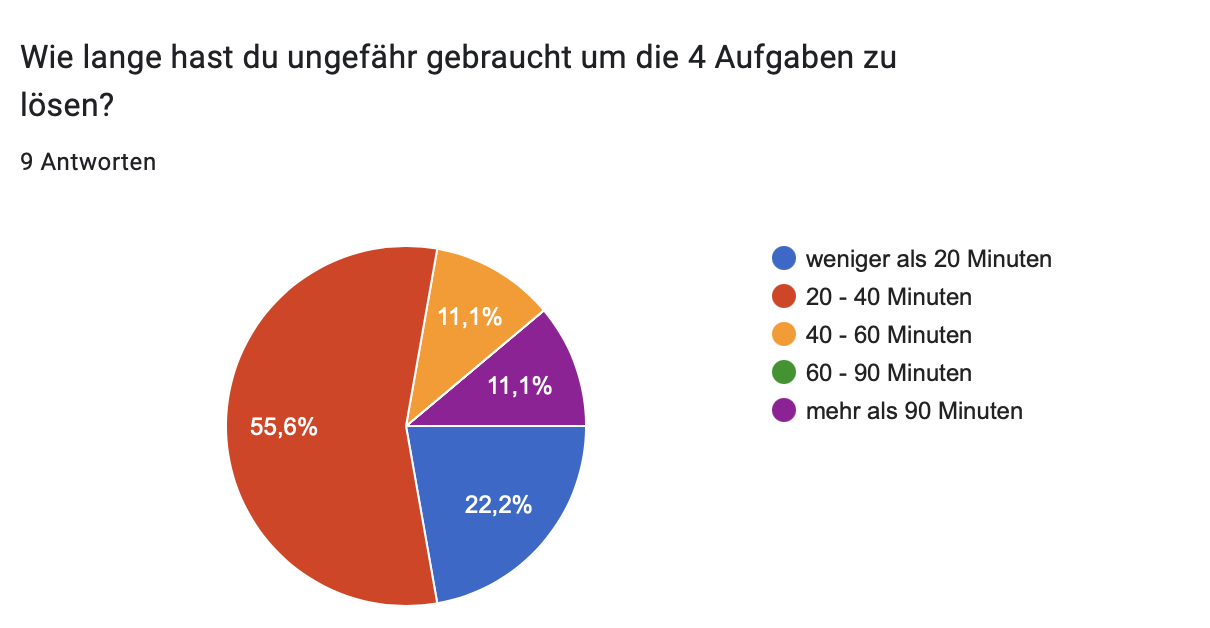 Wie lange hast du ungefähr gebraucht um die 4 Aufgaben zu
lösen?
9 Antworten
11,1%
11,1%
55,6%
22,2%
weniger als 20 Minuten
20 - 40 Minuten
40 - 60 Minuten
60 - 90 Minuten
mehr als 90 Minuten